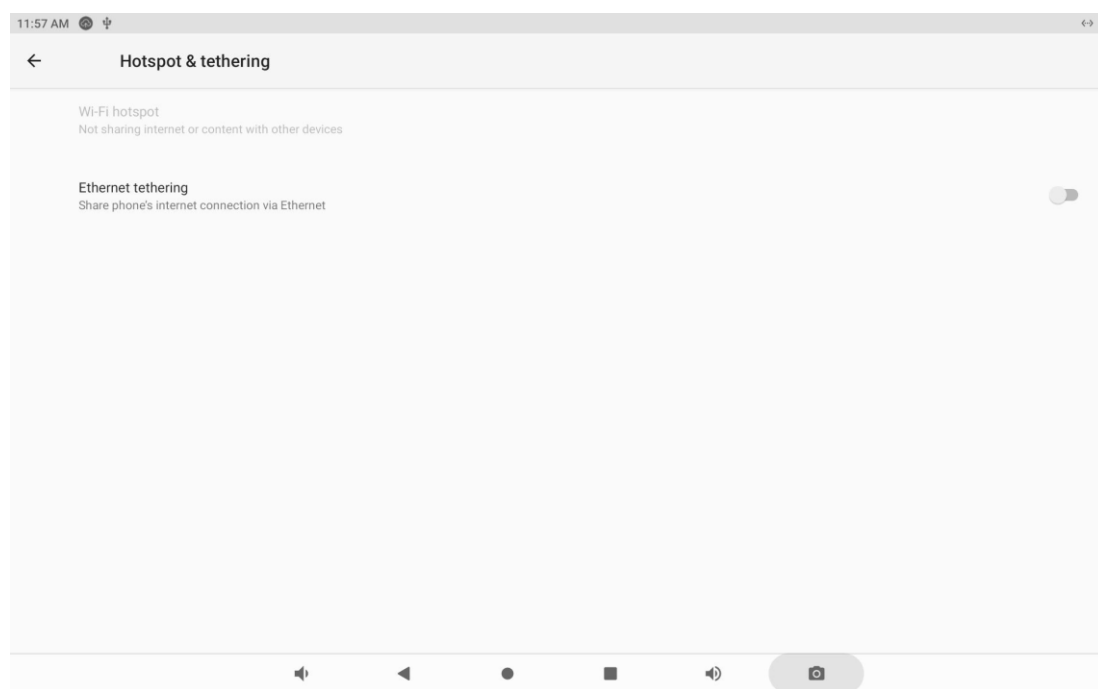 11:57 AM
Hotspot & tethering
Wi-Fi hotspot
Not sharing internet or content with other devices
Ethernet tethering
Share phone's internet connection via Ethernet